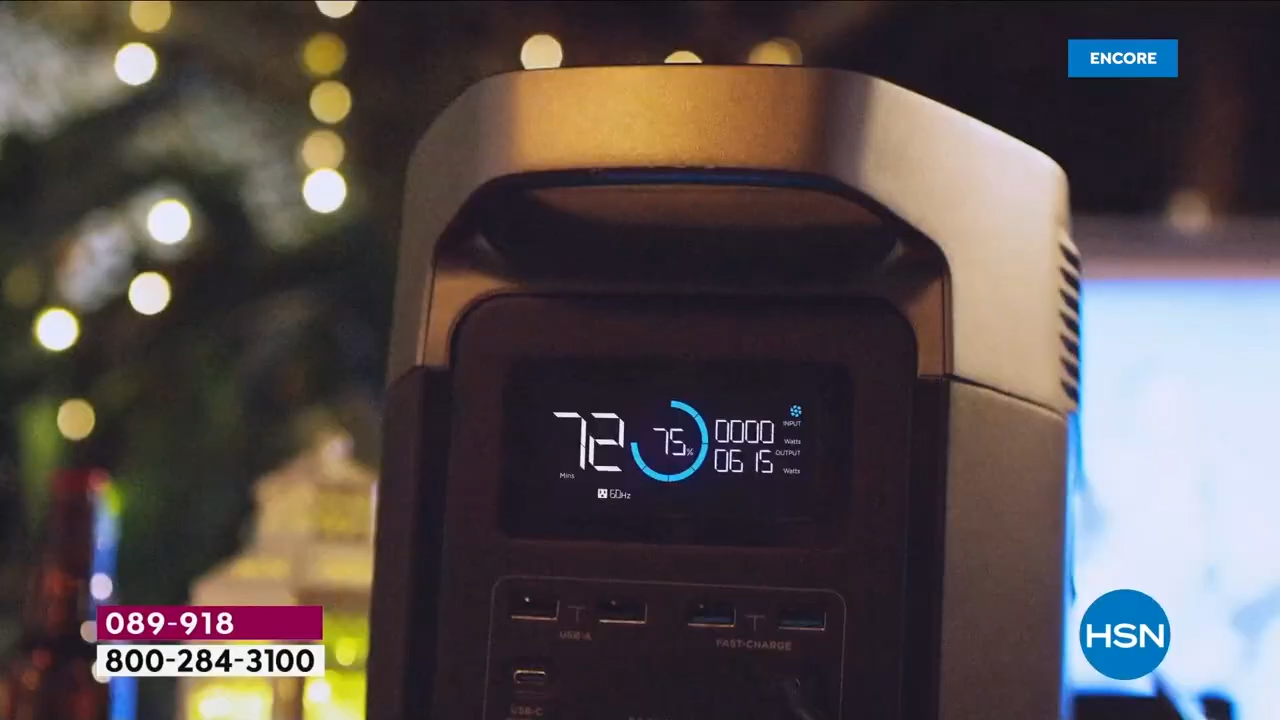 ENCORE
72
Mins
75%
0000
INPUT
Watts
0615
OUTPUT
Watts
60Hz
USB-A
FAST-CHARGE
USB-C
089-918
800-284-3100
HSN